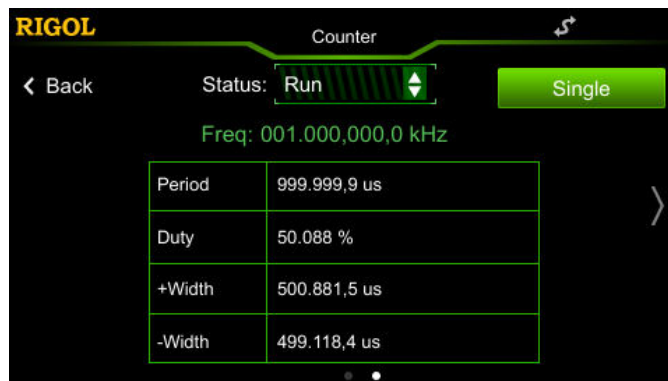 RIGOL
Counter
Back
Status: Run
Single
Freq: 001.000,000,0 kHz
Period 999.999,9 us
Duty 50.088 %
+Width 500.881,5 us
-Width 499.118,4 us